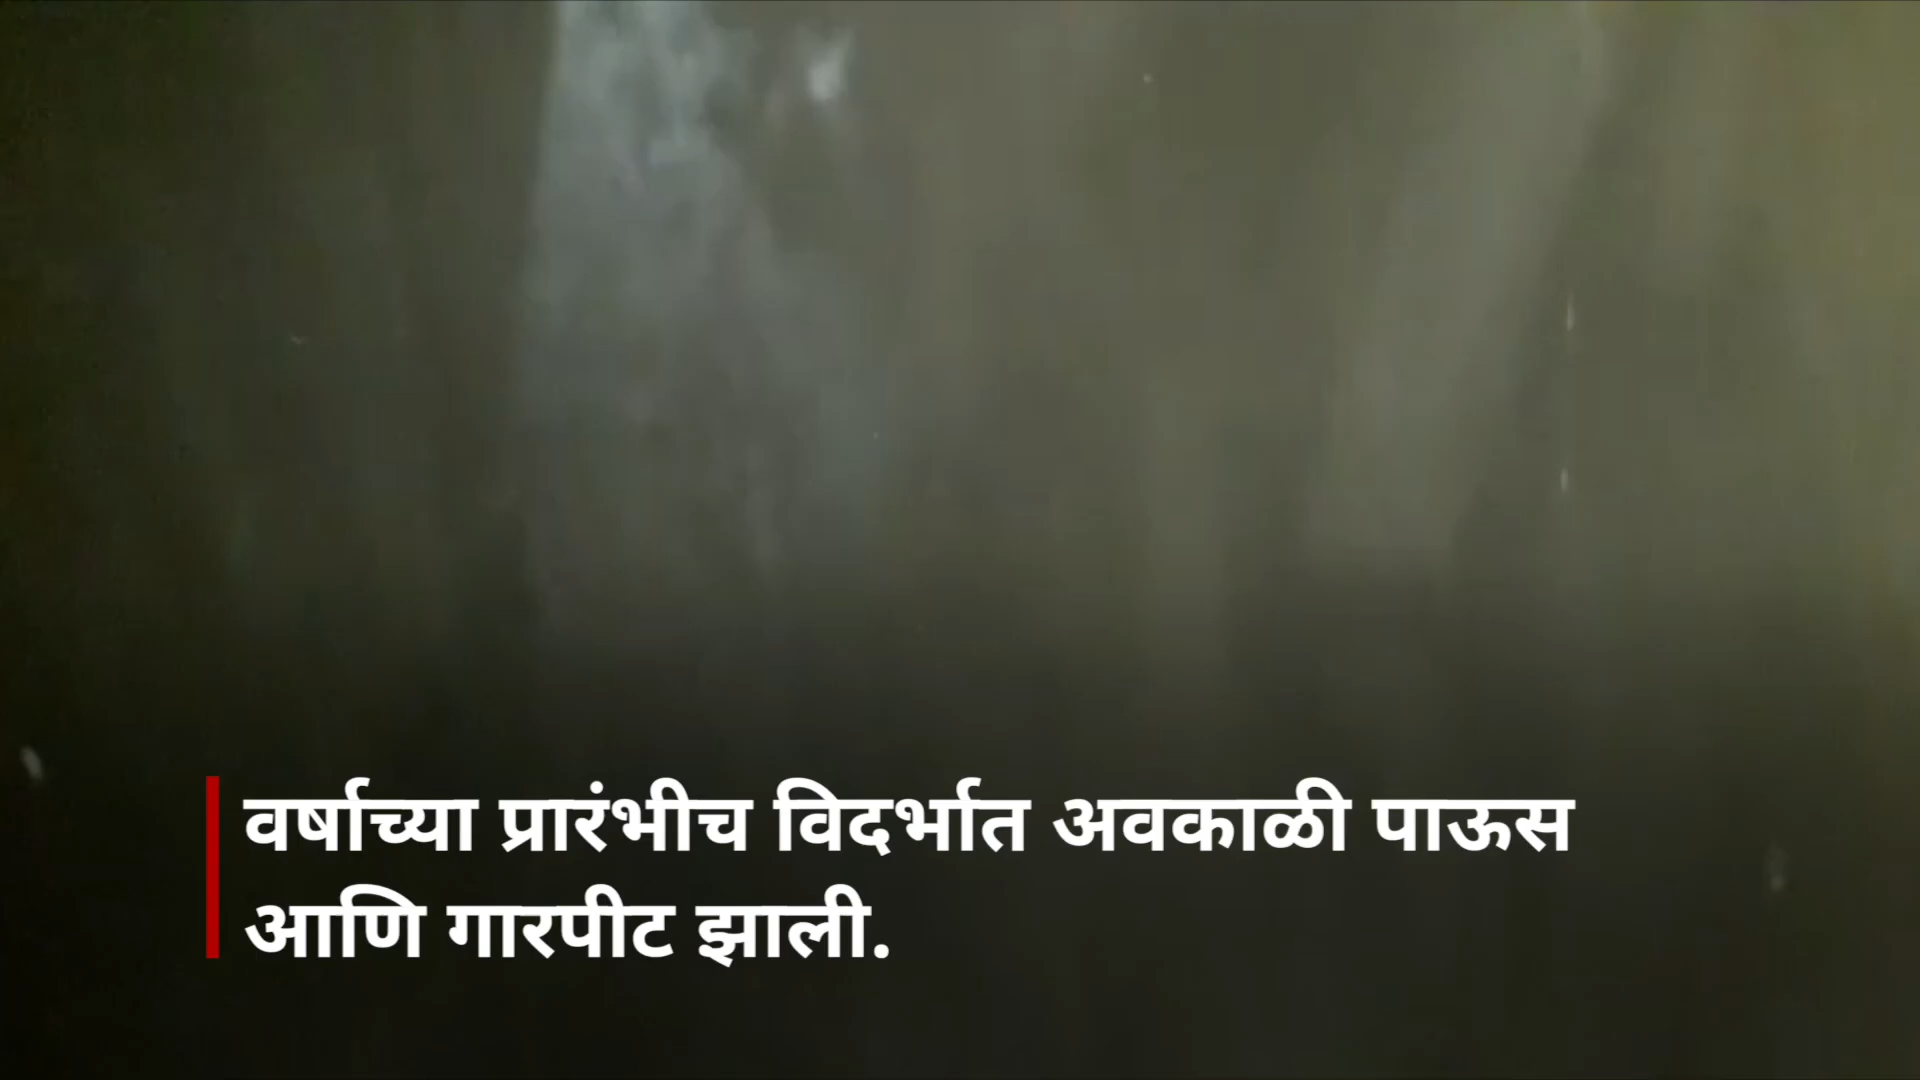 वर्षाच्या प्रारंभीच विदर्भात अवकाळी पाऊस
आणि गारपीट झाली.